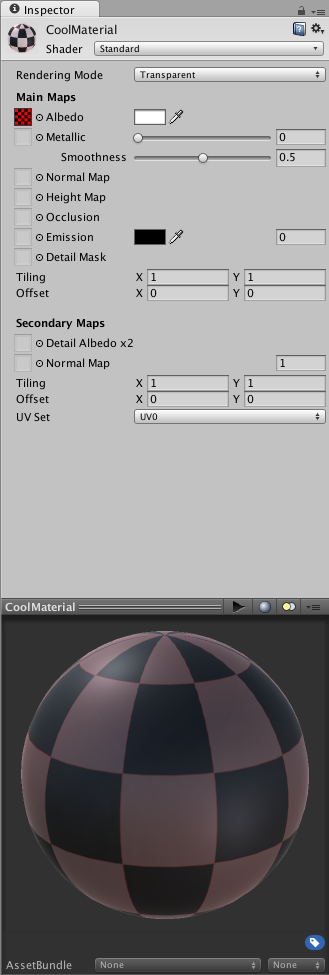 Inspector
CoolMaterial
Shader Standard
Rendering Mode Transparent
Main Maps
Albedo
Metallic 0
Smoothness 0.5
Normal Map
Height Map
Occlusion
Emission 0
Detail Mask
Tiling X 1 Y 1
Offset X 0 Y 0
Secondary Maps
Detail Albedo x2
Normal Map 1
Tiling X 1 Y 1
Offset X 0 Y 0
UV Set UV0
CoolMaterial
AssetBundle None None